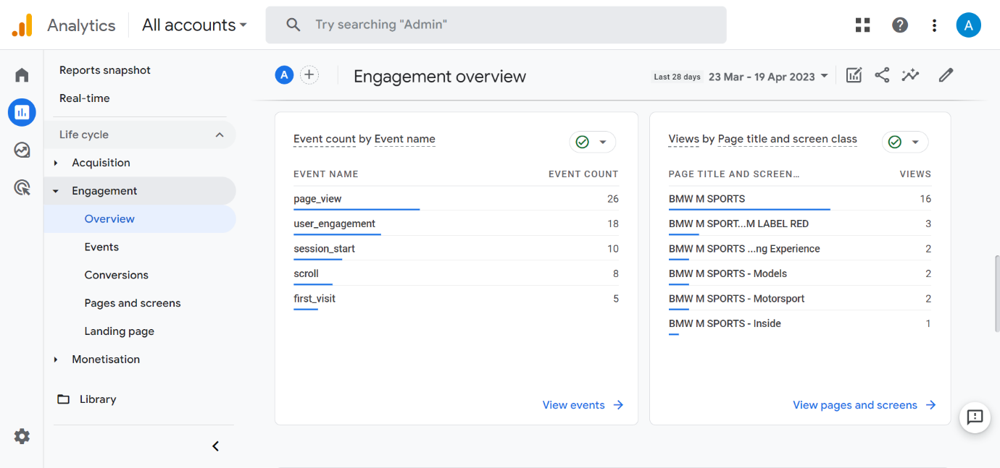 Analytics
All accounts
Try searching "Admin"
A
Reports snapshot
Real-time
Life cycle
Acquisition
Engagement
Overview
Events
Conversions
Pages and screens
Landing page
Monetisation
Library
A
Engagement overview
Last 28 days 23 Mar - 19 Apr 2023
Event count by Event name
EVENT NAME EVENT COUNT
page_view 26
user_engagement 18
session_start 10
scroll 8
first_visit 5
View events
Views by Page title and screen class
PAGE TITLE AND SCREEN… VIEWS
BMW M SPORTS 16
BMW M SPORT...M LABEL RED 3
BMW M SPORTS ...ng Experience 2
BMW M SPORTS - Models 2
BMW M SPORTS - Motorsport 2
BMW M SPORTS - Inside 1
View pages and screens